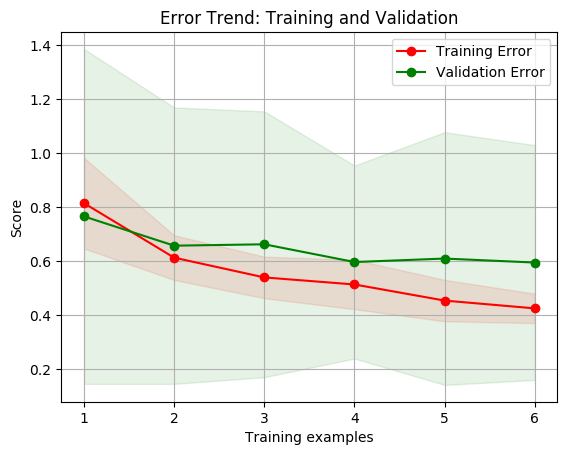 Error Trend: Training and Validation
Training Error
Validation Error
Score
1.4
1.2
1.0
0.8
0.6
0.4
0.2
1 2 3 4 5 6
Training examples